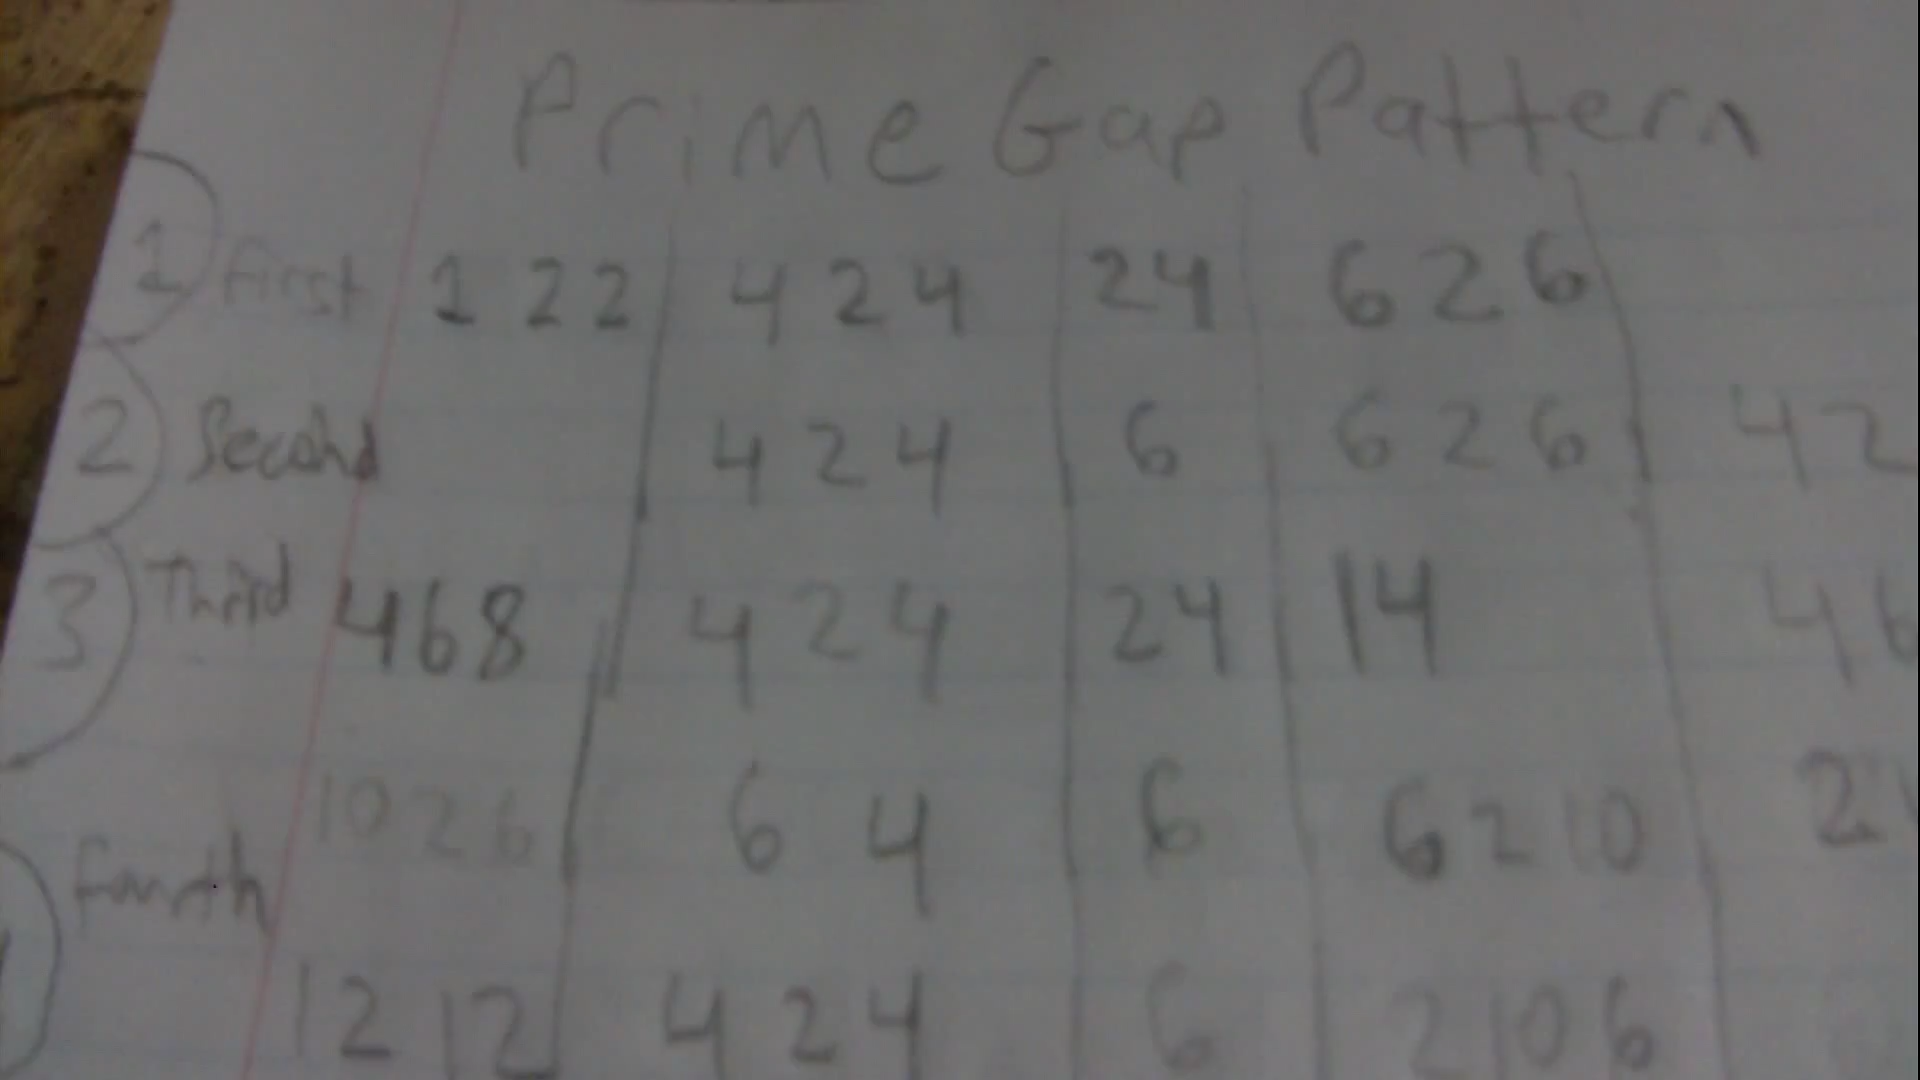 Prime Gap Pattern
1 first 1 2 2 4 2 4 2 4 6 2 6
2 Second 4 2 4 6 6 2 6 4 2
3 Thrid 4 6 8 4 2 4 2 4 14 4 6
10 2 6 6 4 6 6 2 10 2
Fourth
12 12 4 2 4 6 2 10 6